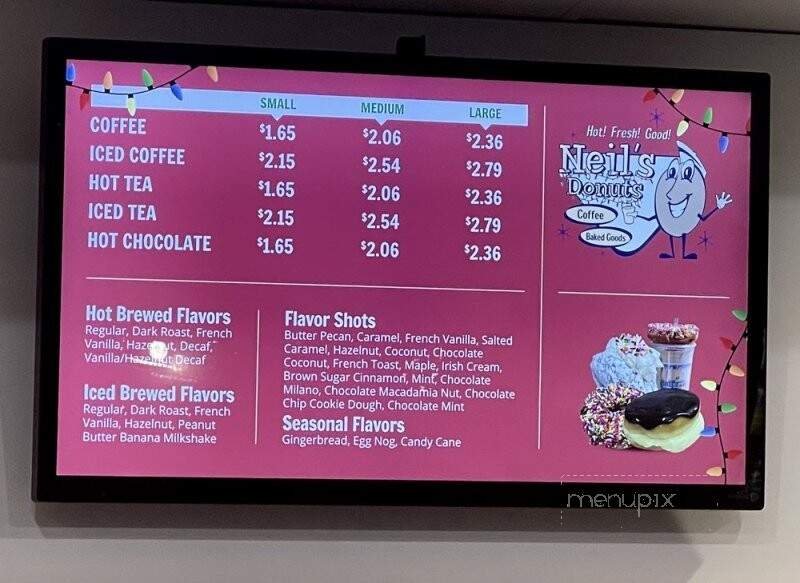 SMALL MEDIUM LARGE
COFFEE $1.65 $2.06 $2.36
ICED COFFEE $2.15 $2.54 $2.79
HOT TEA $1.65 $2.06 $2.36
ICED TEA $2.15 $2.54 $2.79
HOT CHOCOLATE $1.65 $2.06 $2.36
Hot! Fresh! Good!
Neil's
Donuts
Coffee
Baked Goods
Hot Brewed Flavors
Regular, Dark Roast, French
Vanilla, Hazelnut, Decaf,
Vanilla/Hazelnut Decaf
Iced Brewed Flavors
Regular, Dark Roast, French
Vanilla, Hazelnut, Peanut
Butter Banana Milkshake
Flavor Shots
Butter Pecan, Caramel, French Vanilla, Salted
Caramel, Hazelnut, Coconut, Chocolate
Coconut, French Toast, Maple, Irish Cream,
Brown Sugar Cinnamon, Mint, Chocolate
Milano, Chocolate Macadamia Nut, Chocolate
Chip Cookie Dough, Chocolate Mint
Seasonal Flavors
Gingerbread, Egg Nog, Candy Cane
menupix